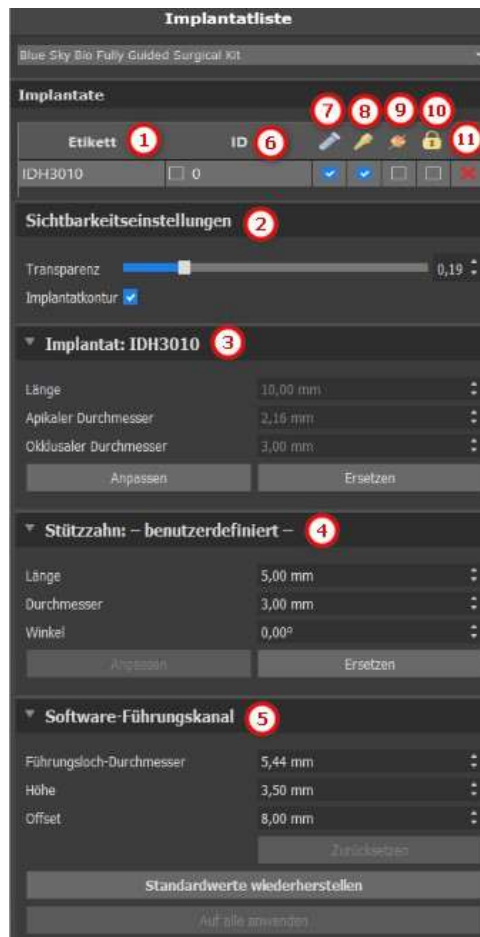 Implantatliste
Blue Sky Bio Fully Guided Surgical Kit
Implantate
7 8 9 10
Etikett 1 ID 6 11
IDH3010 0
Sichtbarkeitseinstellungen 2
Transparenz 0,19
Implantatkontur
Implantat: IDH3010 3
Länge 10,00 mm
Apikaler Durchmesser 2,16 mm
Okklusaler Durchmesser 3,00 mm
Anpassen Ersetzen
Stützzahn: – benutzerdefiniert – 4
Länge 5,00 mm
Durchmesser 3,00 mm
Winkel 0,00º
Anpassen Ersetzen
Software-Führungskanal 5
Führungsloch-Durchmesser 5,44 mm
Höhe 3,50 mm
Offset 8,00 mm
Zurücksetzen
Standardwerte wiederherstellen
Auf alle anwenden